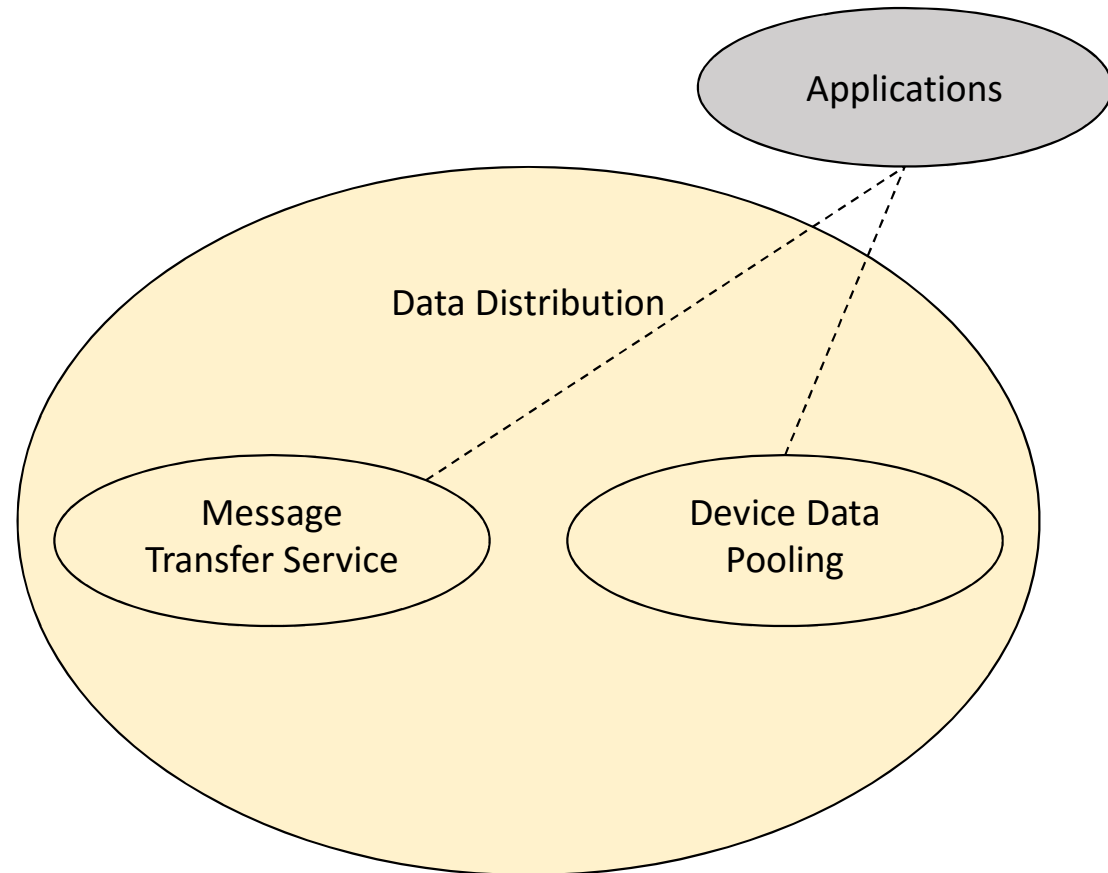 Applications
Data Distribution
Message
Transfer Service
Device Data
Pooling